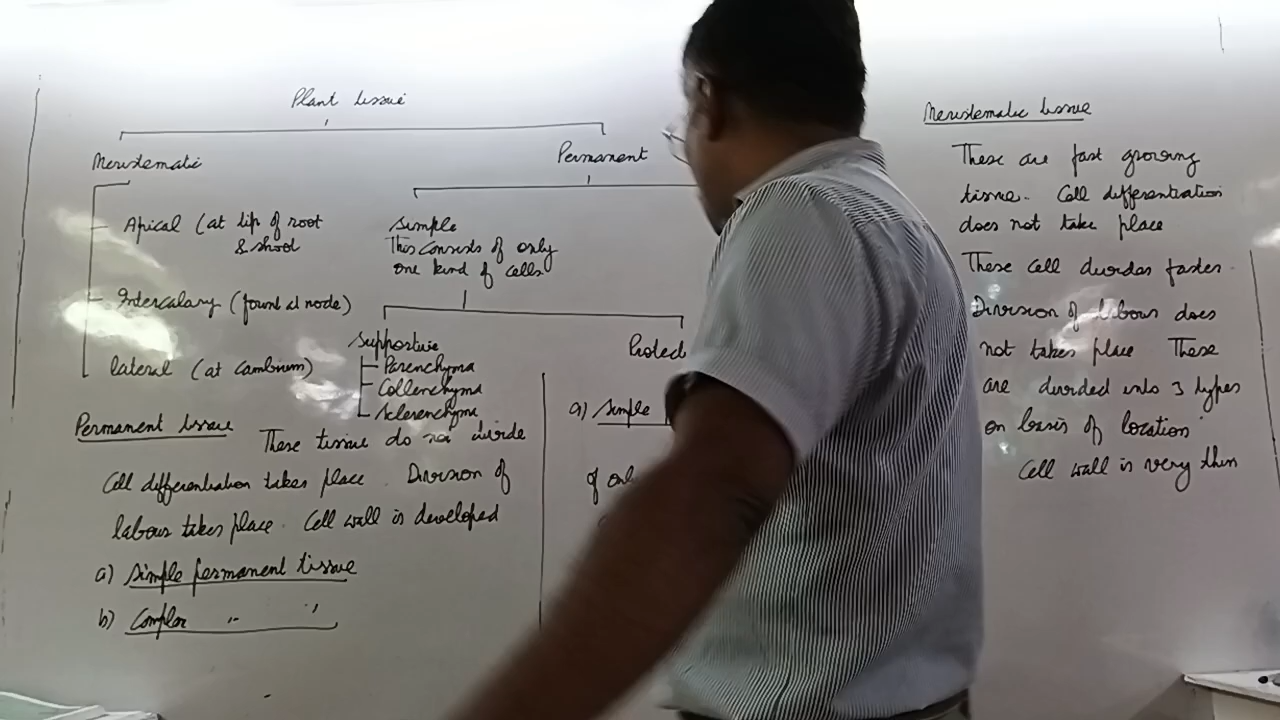 Plant tissue
Meristematic
Permanent
Apical (at tip of root
& shoot
Intercalary (found at node)
lateral (at cambium)
Simple
This consists of only
one kind of cells
Supportive
Parenchyma
Collenchyma
Sclerenchyma
Protec
Permanent tissue
These tissue do not divide
Cell differentiation takes place. Division of
labour takes place. Cell wall is developed
a) Simple permanent tissue
b) Complex " "
a) Simple
of onl
Meristematic tissue
These are fast growing
tissue. Cell differentiation
does not take place
These cell divides faster.
Division of labour does
not takes place These
are divided into 3 types
on basis of location
Cell wall is very thin